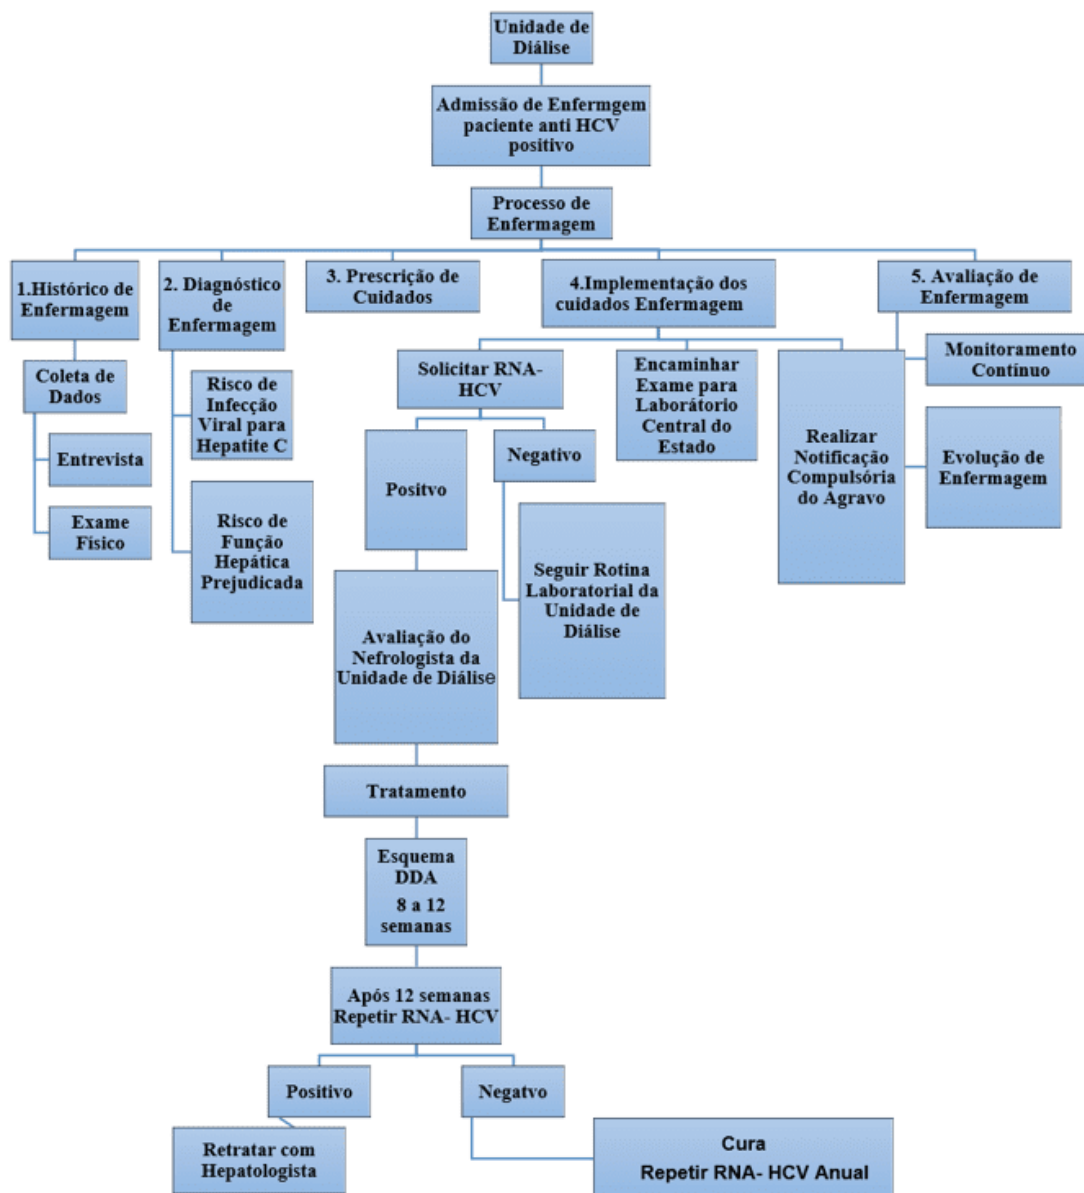 Unidade de
Diálise
Admissão de Enfermgem
paciente anti HCV
positivo
Processo de
Enfermagem
1.Histórico de
Enfermagem
2. Diagnóstico
de
Enfermagem
3. Prescrição de
Cuidados
4.Implementação dos
cuidados Enfermagem
5. Avaliação de
Enfermagem
Coleta de
Dados
Entrevista
Exame
Físico
Risco de
Infecção
Viral para
Hepatite C
Risco de
Função
Hepática
Prejudicada
Solicitar RNA-
HCV
Encaminhar
Exame para
Laborátorio
Central do
Estado
Realizar
Notificação
Compulsória
do Agravo
Monitoramento
Contínuo
Evolução de
Enfermagem
Positvo
Negativo
Avaliação do
Nefrologista da
Unidade de Diálise
Seguir Rotina
Laboratorial da
Unidade de
Diálise
Tratamento
Esquema
DDA
8 a 12
semanas
Após 12 semanas
Repetir RNA- HCV
Positivo
Negatvo
Retratar com
Hepatologista
Cura
Repetir RNA- HCV Anual